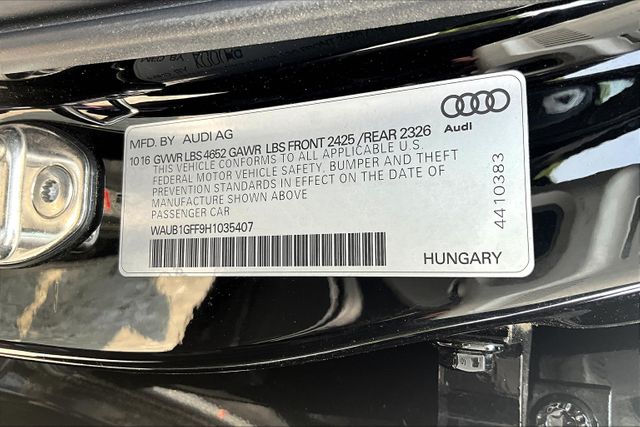 Audi
MFD. BY AUDI AG
10 16 GVWR LBS 4652 GAWR LBS FRONT 2425 /REAR 2326
THIS VEHICLE CONFORMS TO ALL APPLICABLE U.S.
FEDERAL MOTOR VEHICLE SAFETY, BUMPER AND THEFT
PREVENTION STANDARDS IN EFFECT ON THE DATE OF
MANUFACTURE SHOWN ABOVE
PASSENGER CAR
WAUB1GFF9H1035407
HUNGARY
4410383